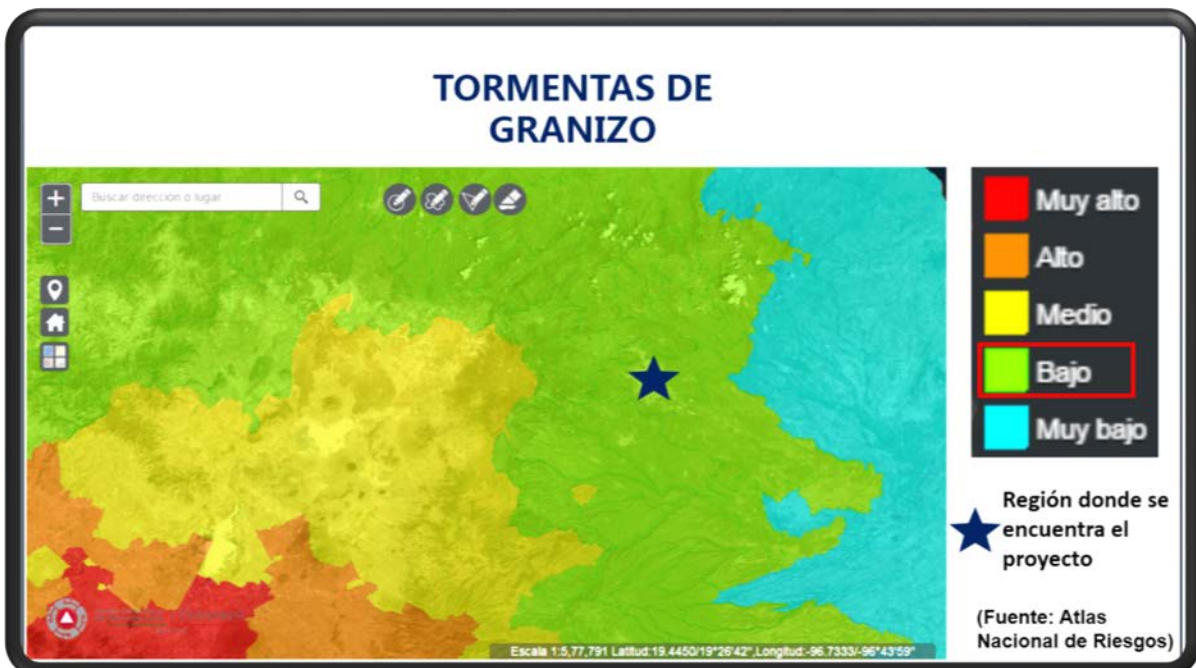 TORMENTAS DE
GRANIZO
Buscar dirección o lugar
Muy alto
Alto
Medio
Bajo
Muy bajo
Región donde se
encuentra el
proyecto
(Fuente: Atlas
Nacional de Riesgos)
Escala 1:5,77,791 Latitud:19.4450/19°26'42",Longitud:-96.7333/-96°43'59"